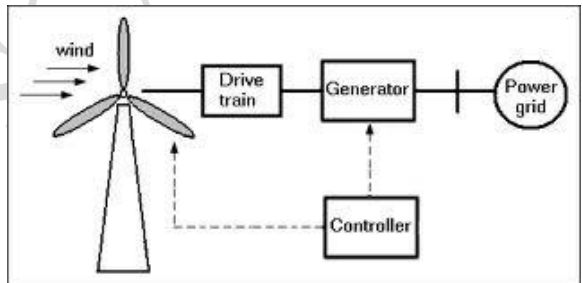 wind
Drive
train
Generator
Power
grid
Controller